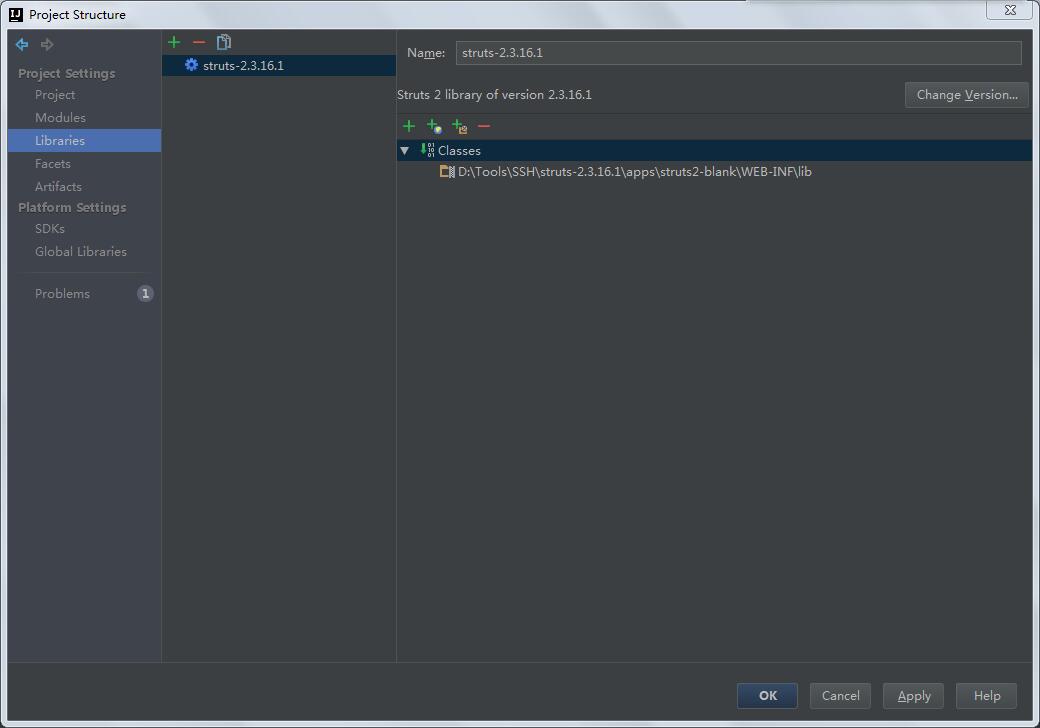 Project Structure
Project Settings
Project
Modules
Libraries
Facets
Artifacts
Platform Settings
SDKs
Global Libraries
Problems 1
struts-2.3.16.1
Name: struts-2.3.16.1
Struts 2 library of version 2.3.16.1
Change Version...
Classes
D:\Tools\SSH\struts-2.3.16.1\apps\struts2-blank\WEB-INF\lib
OK Cancel Apply Help